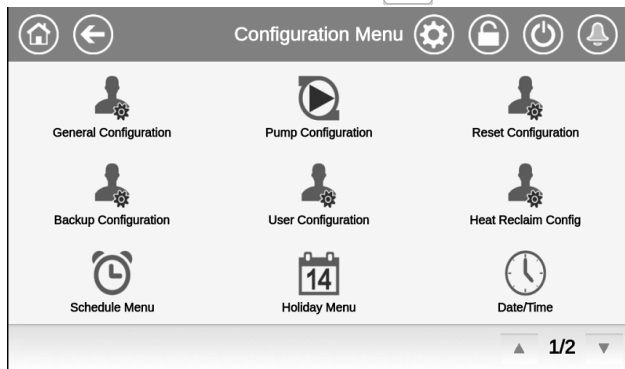 Configuration Menu
General Configuration
Pump Configuration
Reset Configuration
Backup Configuration
User Configuration
Heat Reclaim Config
14
Schedule Menu
Holiday Menu
Date/Time
1/2